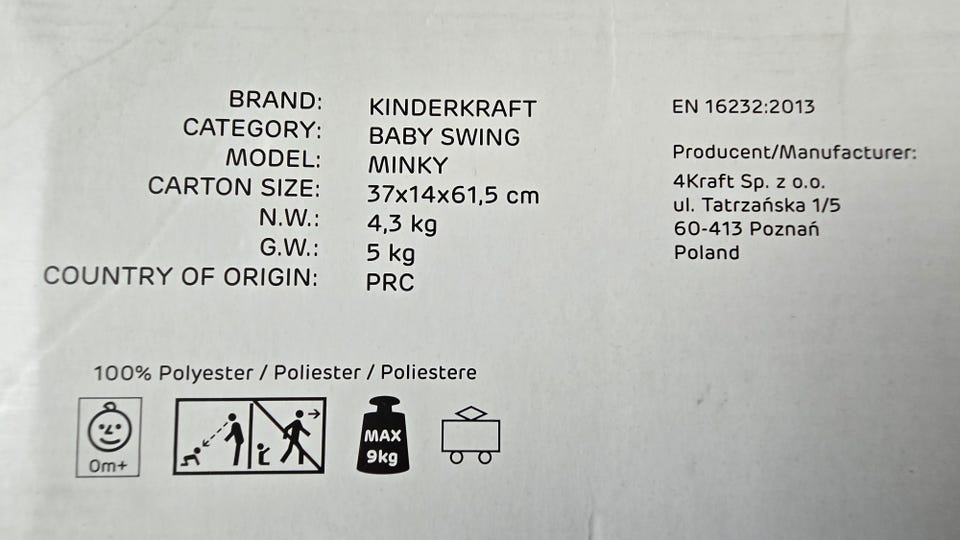 BRAND: KINDERKRAFT
CATEGORY: BABY SWING
MODEL: MINKY
CARTON SIZE: 37x14x61,5 cm
N.W.: 4,3 kg
G.W.: 5 kg
COUNTRY OF ORIGIN: PRC
EN 16232:2013
Producent/Manufacturer:
4Kraft Sp. z o.o.
ul. Tatrzańska 1/5
60-413 Poznań
Poland
100% Polyester / Poliester / Poliestere
0m+
MAX
9kg